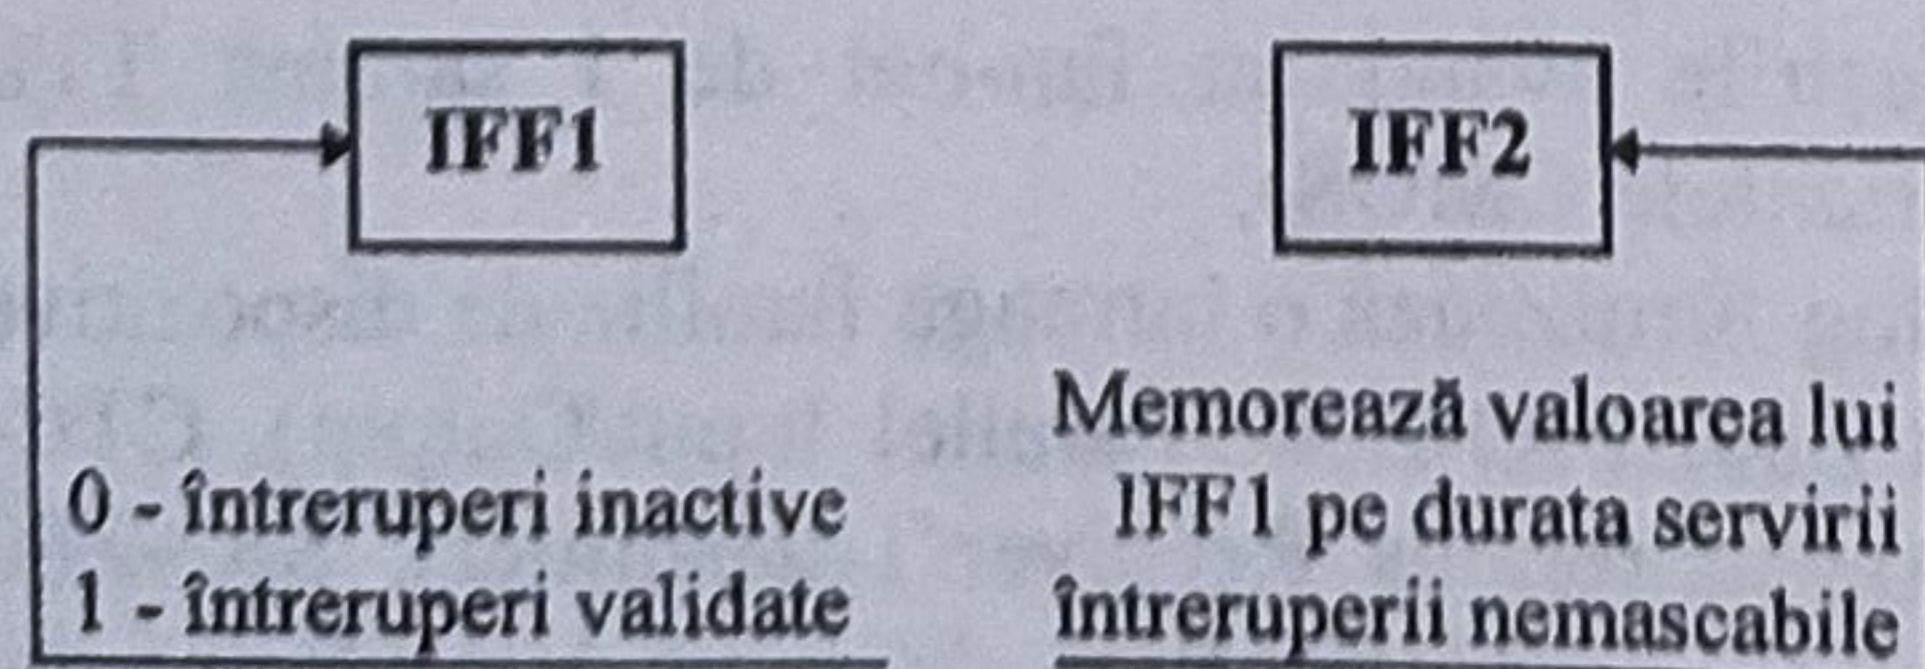 IFF1
IFF2
0 - întreruperi inactive
1 - întreruperi validate
Memorează valoarea lui
IFF1 pe durata servirii
întreruperii nemascabile